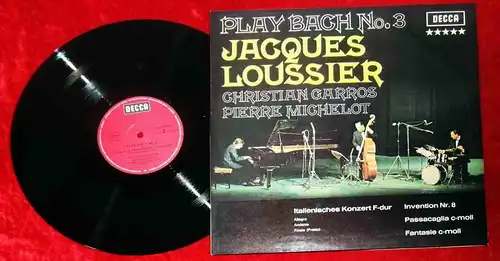 DECCA
PLAY BACH No. 3
DECCA
JACQUES
LOUSSIER
CHRISTIAN GARROS
PIERRE MICHELOT
Italienisches Konzert F-dur
Allegro
Andante
Finale (Presto)
Invention Nr. 8
Passacaglia c-moll
Fantasie c-moll